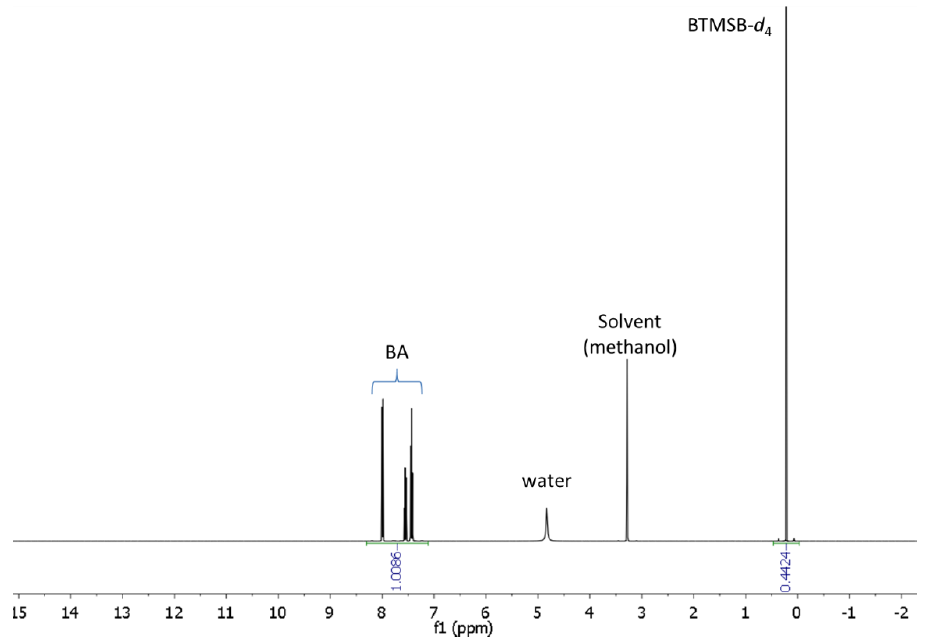 BTMSB-d4
Solvent
(methanol)
BA
water
1.0086
0.4424
15 14 13 12 11 10 9 8 7 6 5 4 3 2 1 0 -1 -2
f1 (ppm)